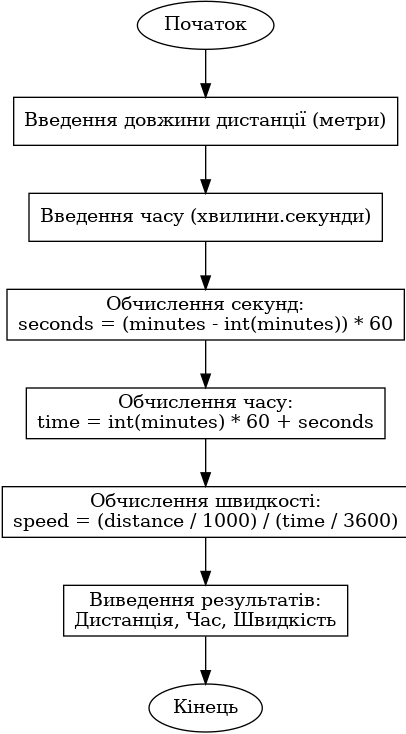 Початок
Введення довжини дистанції (метри)
Введення часу (хвилини.секунди)
Обчислення секунд:
seconds = (minutes - int(minutes)) * 60
Обчислення часу:
time = int(minutes) * 60 + seconds
Обчислення швидкості:
speed = (distance / 1000) / (time / 3600)
Виведення результатів:
Дистанція, Час, Швидкість
Кінець